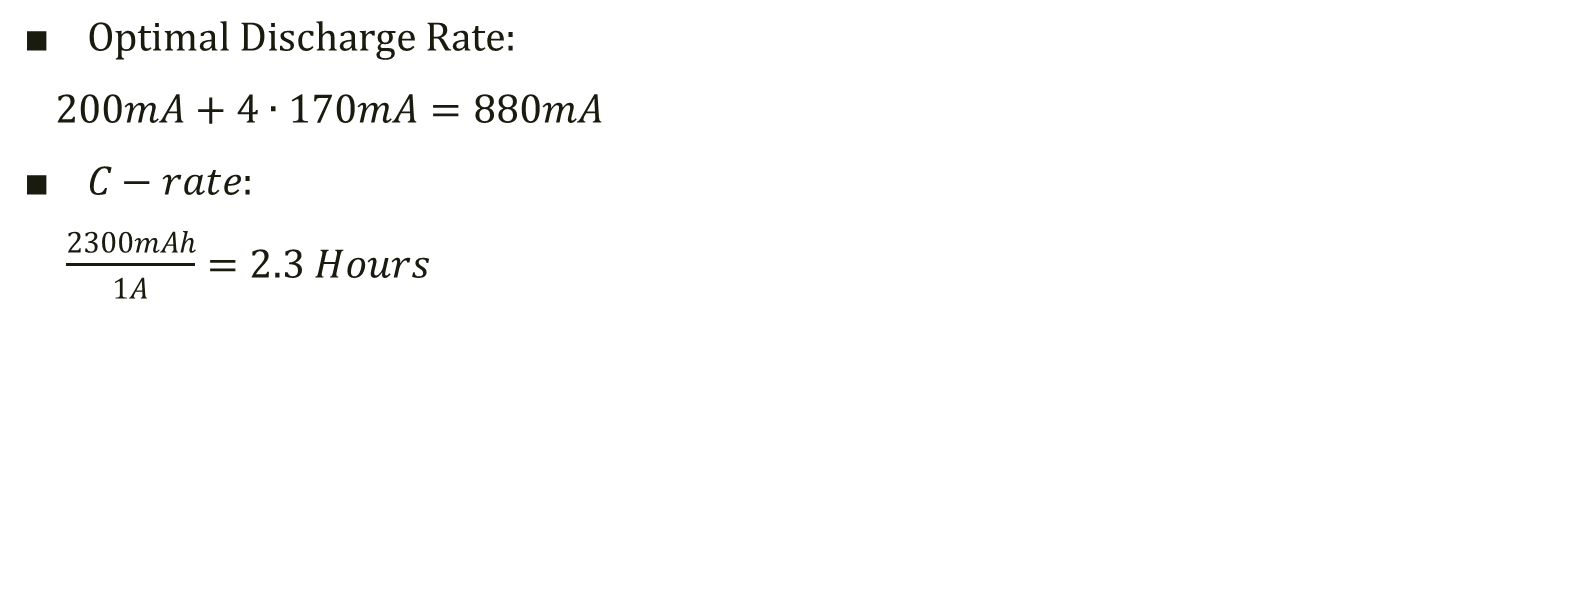 ▪ Optimal Discharge Rate:
200mA + 4 · 170mA = 880mA
▪ C − rate:
2300mAh/1A = 2.3 Hours